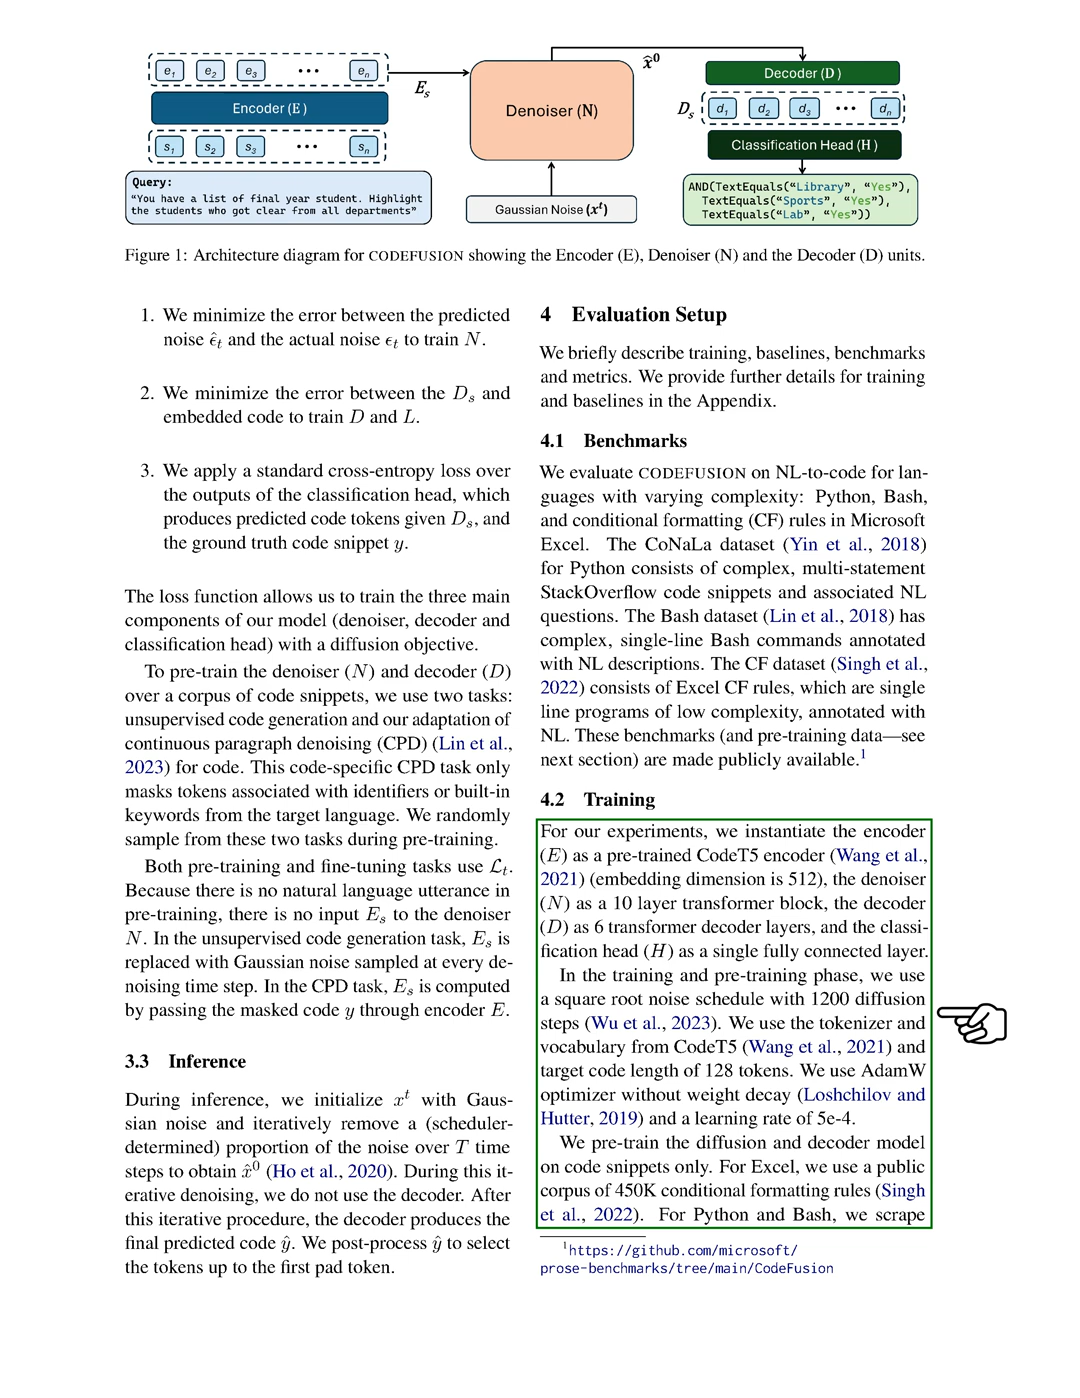 e1 e2 e3 ••• en
Encoder (E)
s1 s2 s3 ••• sn
Query:
“You have a list of final year student. Highlight
the students who got clear from all departments”
Es
Denoiser (N)
Gaussian Noise (x^t)
x̂^0
Decoder (D)
Ds d1 d2 d3 ••• dn
Classification Head (H)
AND(TextEquals(“Library”, “Yes”),
TextEquals(“Sports”, “Yes”),
TextEquals(“Lab”, “Yes”))
Figure 1: Architecture diagram for CODEFUSION showing the Encoder (E), Denoiser (N) and the Decoder (D) units.
1. We minimize the error between the predicted
noise ε̂t and the actual noise εt to train N.
2. We minimize the error between the Ds and
embedded code to train D and L.
3. We apply a standard cross-entropy loss over
the outputs of the classification head, which
produces predicted code tokens given Ds, and
the ground truth code snippet y.
The loss function allows us to train the three main
components of our model (denoiser, decoder and
classification head) with a diffusion objective.
To pre-train the denoiser (N) and decoder (D)
over a corpus of code snippets, we use two tasks:
unsupervised code generation and our adaptation of
continuous paragraph denoising (CPD) (Lin et al.,
2023) for code. This code-specific CPD task only
masks tokens associated with identifiers or built-in
keywords from the target language. We randomly
sample from these two tasks during pre-training.
Both pre-training and fine-tuning tasks use ℒt.
Because there is no natural language utterance in
pre-training, there is no input Es to the denoiser
N. In the unsupervised code generation task, Es is
replaced with Gaussian noise sampled at every de-
noising time step. In the CPD task, Es is computed
by passing the masked code y through encoder E.
3.3 Inference
During inference, we initialize x^t with Gaus-
sian noise and iteratively remove a (scheduler-
determined) proportion of the noise over T time
steps to obtain x̂^0 (Ho et al., 2020). During this it-
erative denoising, we do not use the decoder. After
this iterative procedure, the decoder produces the
final predicted code ŷ. We post-process ŷ to select
the tokens up to the first pad token.
4 Evaluation Setup
We briefly describe training, baselines, benchmarks
and metrics. We provide further details for training
and baselines in the Appendix.
4.1 Benchmarks
We evaluate CODEFUSION on NL-to-code for lan-
guages with varying complexity: Python, Bash,
and conditional formatting (CF) rules in Microsoft
Excel. The CoNaLa dataset (Yin et al., 2018)
for Python consists of complex, multi-statement
StackOverflow code snippets and associated NL
questions. The Bash dataset (Lin et al., 2018) has
complex, single-line Bash commands annotated
with NL descriptions. The CF dataset (Singh et al.,
2022) consists of Excel CF rules, which are single
line programs of low complexity, annotated with
NL. These benchmarks (and pre-training data—see
next section) are made publicly available.1
4.2 Training
For our experiments, we instantiate the encoder
(E) as a pre-trained CodeT5 encoder (Wang et al.,
2021) (embedding dimension is 512), the denoiser
(N) as a 10 layer transformer block, the decoder
(D) as 6 transformer decoder layers, and the classi-
fication head (H) as a single fully connected layer.
In the training and pre-training phase, we use
a square root noise schedule with 1200 diffusion
steps (Wu et al., 2023). We use the tokenizer and
vocabulary from CodeT5 (Wang et al., 2021) and
target code length of 128 tokens. We use AdamW
optimizer without weight decay (Loshchilov and
Hutter, 2019) and a learning rate of 5e-4.
We pre-train the diffusion and decoder model
on code snippets only. For Excel, we use a public
corpus of 450K conditional formatting rules (Singh
et al., 2022). For Python and Bash, we scrape
1https://github.com/microsoft/
prose-benchmarks/tree/main/CodeFusion